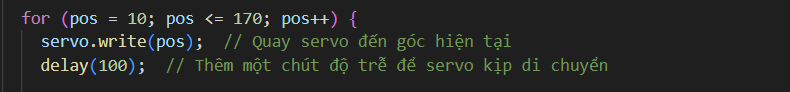 for (pos = 10; pos <= 170; pos++) {
servo.write(pos);  // Quay servo đến góc hiện tại
delay(100);  // Thêm một chút độ trễ để servo kịp di chuyển